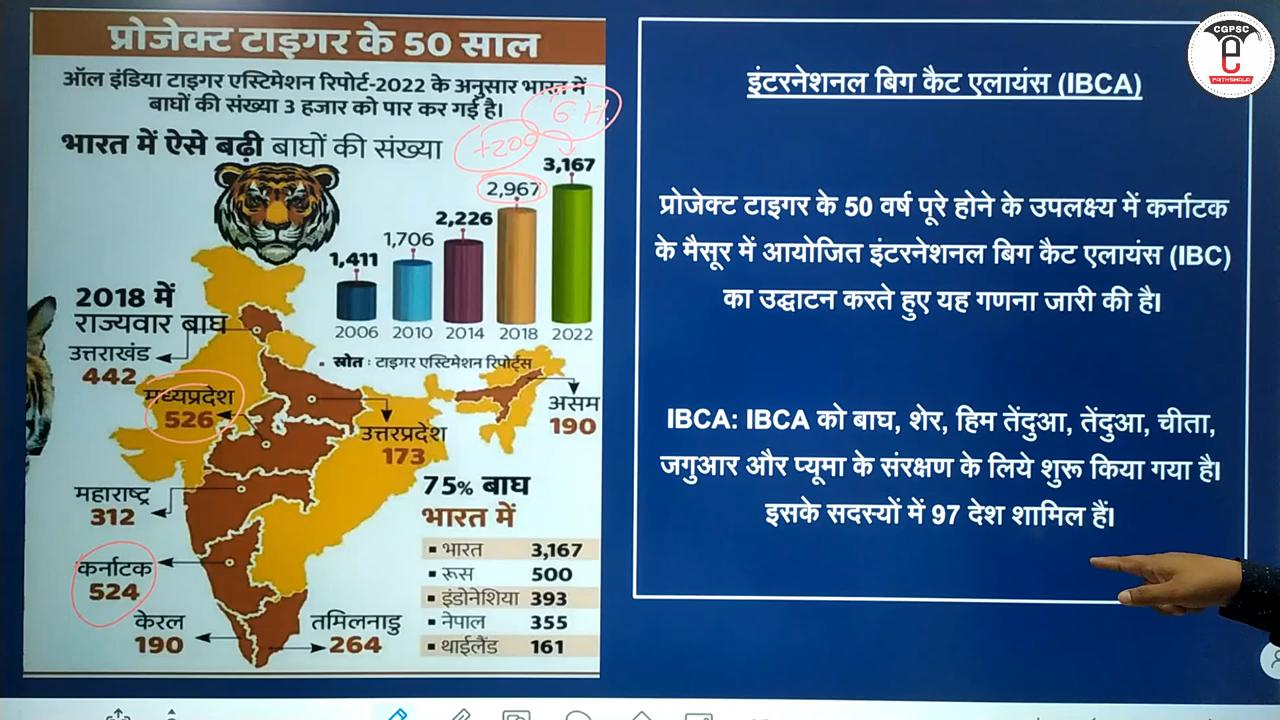 प्रोजेक्ट टाइगर के 50 साल
ऑल इंडिया टाइगर एस्टिमेशन रिपोर्ट-2022 के अनुसार भारत में
बाघों की संख्या 3 हजार को पार कर गई है।
भारत में ऐसे बढ़ी बाघों की संख्या
+200
6 H.
3,167
2,967
2,226
1,706
1,411
2006 2010 2014 2018 2022
▪ स्रोत : टाइगर एस्टिमेशन रिपोर्ट्स
2018 में
राज्यवार बाघ
उत्तराखंड
442
मध्यप्रदेश
526
असम
190
उत्तरप्रदेश
173
महाराष्ट्र
312
कर्नाटक
524
केरल
190
तमिलनाडु
264
75% बाघ
भारत में
▪ भारत 3,167
▪ रूस 500
▪ इंडोनेशिया 393
▪ नेपाल 355
▪ थाईलैंड 161
इंटरनेशनल बिग कैट एलायंस (IBCA)
प्रोजेक्ट टाइगर के 50 वर्ष पूरे होने के उपलक्ष्य में कर्नाटक
के मैसूर में आयोजित इंटरनेशनल बिग कैट एलायंस (IBC)
का उद्घाटन करते हुए यह गणना जारी की है।
IBCA: IBCA को बाघ, शेर, हिम तेंदुआ, तेंदुआ, चीता,
जगुआर और प्यूमा के संरक्षण के लिये शुरू किया गया है।
इसके सदस्यों में 97 देश शामिल हैं।
CGPSC
e
PATHSHALA